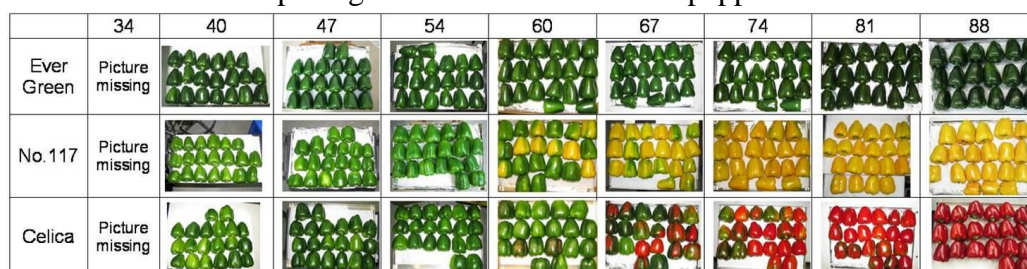 34 40 47 54 60 67 74 81 88
Ever
Green
Picture
missing
No.117
Picture
missing
Celica
Picture
missing